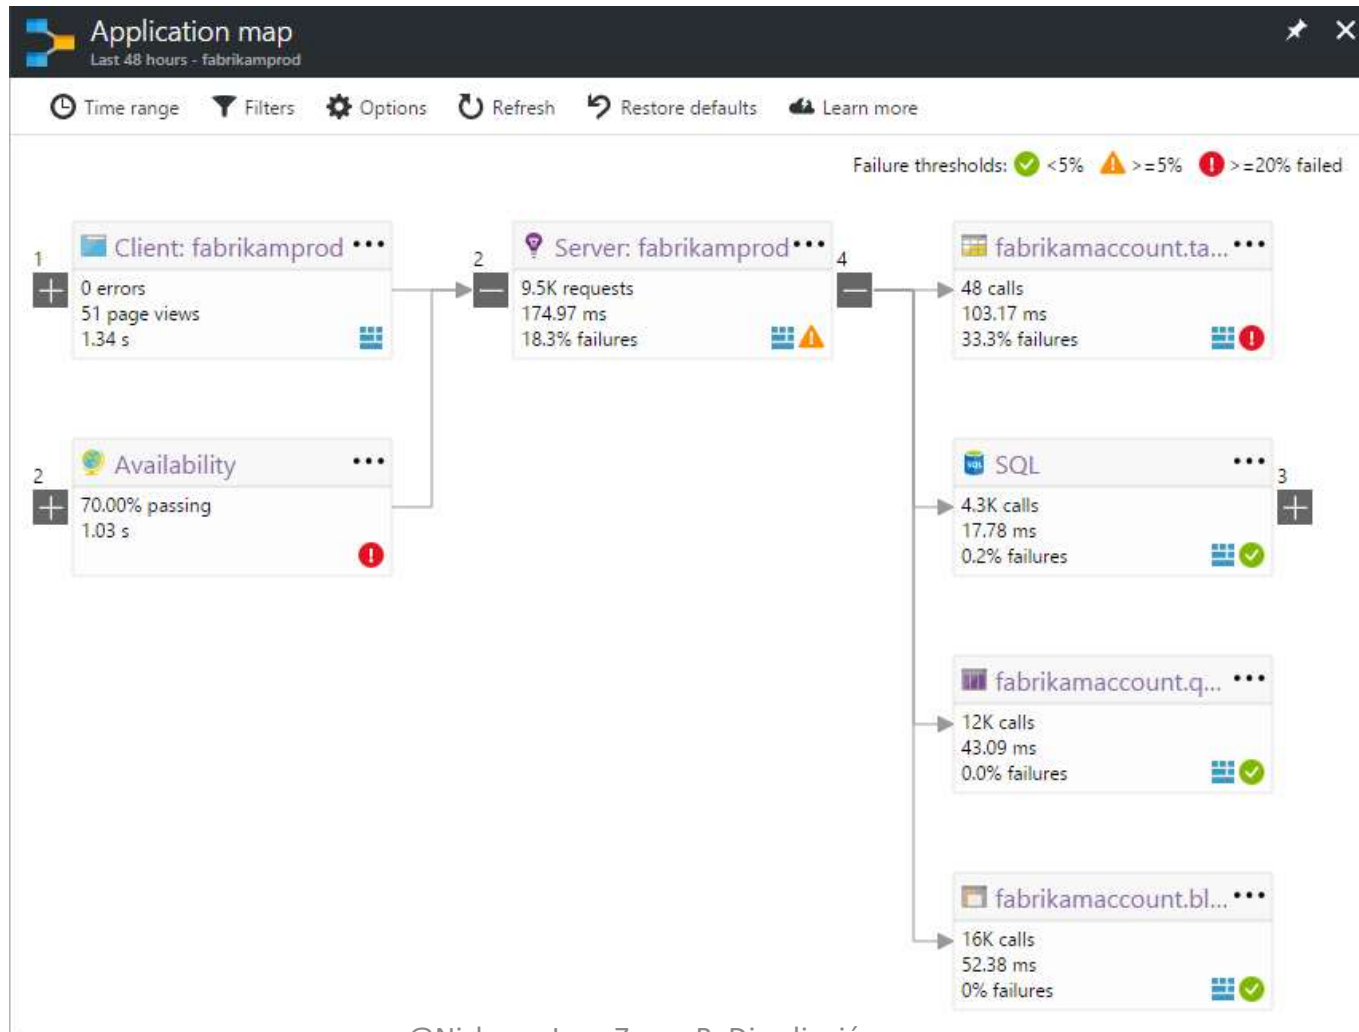 Application map
Last 48 hours - fabrikamprod
Time range Filters Options Refresh Restore defaults Learn more
Failure thresholds: <5% >=5% >=20% failed
1
Client: fabrikamprod •••
0 errors
51 page views
1.34 s
2
Availability •••
70.00% passing
1.03 s
2
Server: fabrikamprod •••
9.5K requests
174.97 ms
18.3% failures
4
fabrikamaccount.ta... •••
48 calls
103.17 ms
33.3% failures
SQL •••
4.3K calls
17.78 ms
0.2% failures
3
fabrikamaccount.q... •••
12K calls
43.09 ms
0.0% failures
fabrikamaccount.bl... •••
16K calls
52.38 ms
0% failures